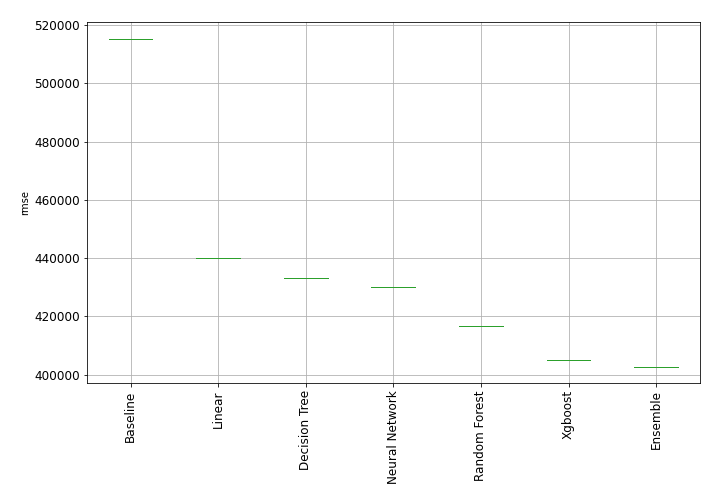 520000
500000
480000
460000
440000
420000
400000
rmse
Baseline
Linear
Decision Tree
Neural Network
Random Forest
Xgboost
Ensemble